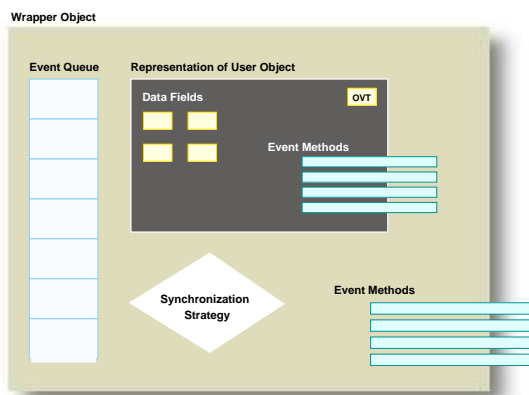 Wrapper Object
Event Queue
Representation of User Object
Data Fields
OVT
Event Methods
Synchronization
Strategy
Event Methods